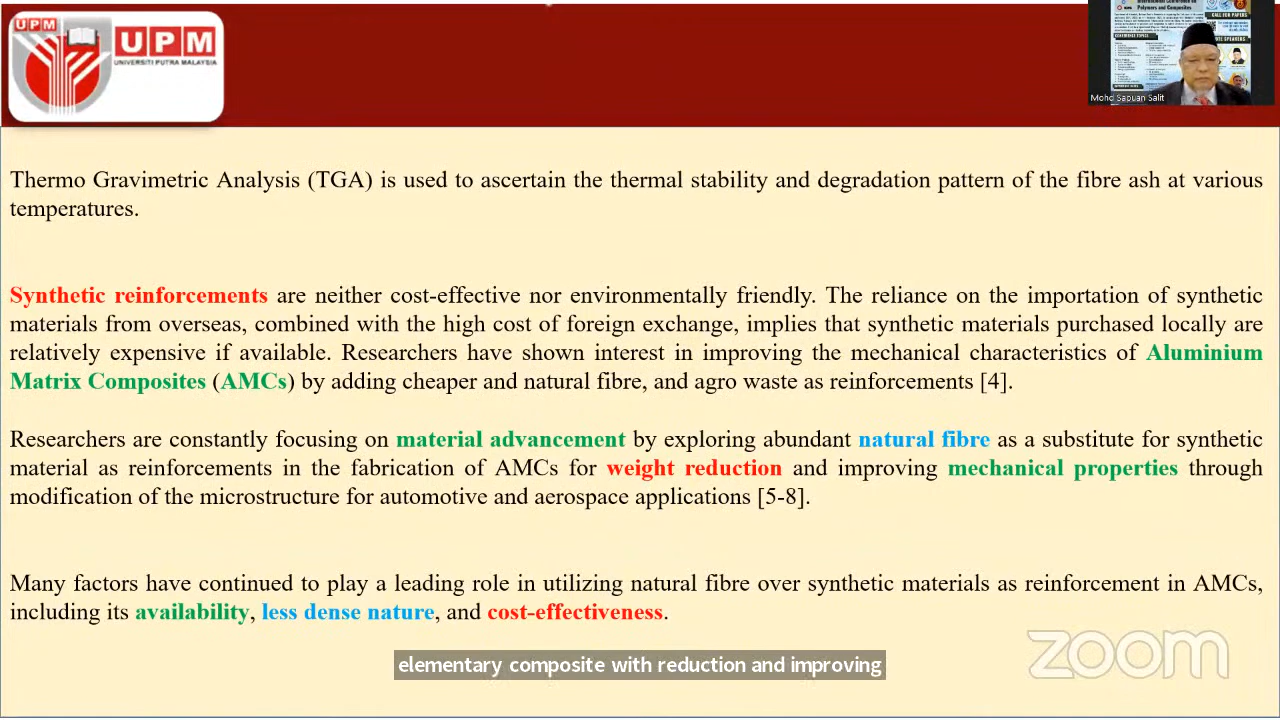 UPM
UPM
UNIVERSITI PUTRA MALAYSIA
International Conference on
Polymers and Composites
CALL FOR PAPERS
Mohd Sapuan Salit
Thermo Gravimetric Analysis (TGA) is used to ascertain the thermal stability and degradation pattern of the fibre ash at various
temperatures.
Synthetic reinforcements are neither cost-effective nor environmentally friendly. The reliance on the importation of synthetic
materials from overseas, combined with the high cost of foreign exchange, implies that synthetic materials purchased locally are
relatively expensive if available. Researchers have shown interest in improving the mechanical characteristics of Aluminium
Matrix Composites (AMCs) by adding cheaper and natural fibre, and agro waste as reinforcements [4].
Researchers are constantly focusing on material advancement by exploring abundant natural fibre as a substitute for synthetic
material as reinforcements in the fabrication of AMCs for weight reduction and improving mechanical properties through
modification of the microstructure for automotive and aerospace applications [5-8].
Many factors have continued to play a leading role in utilizing natural fibre over synthetic materials as reinforcement in AMCs,
including its availability, less dense nature, and cost-effectiveness.
elementary composite with reduction and improving
zoom